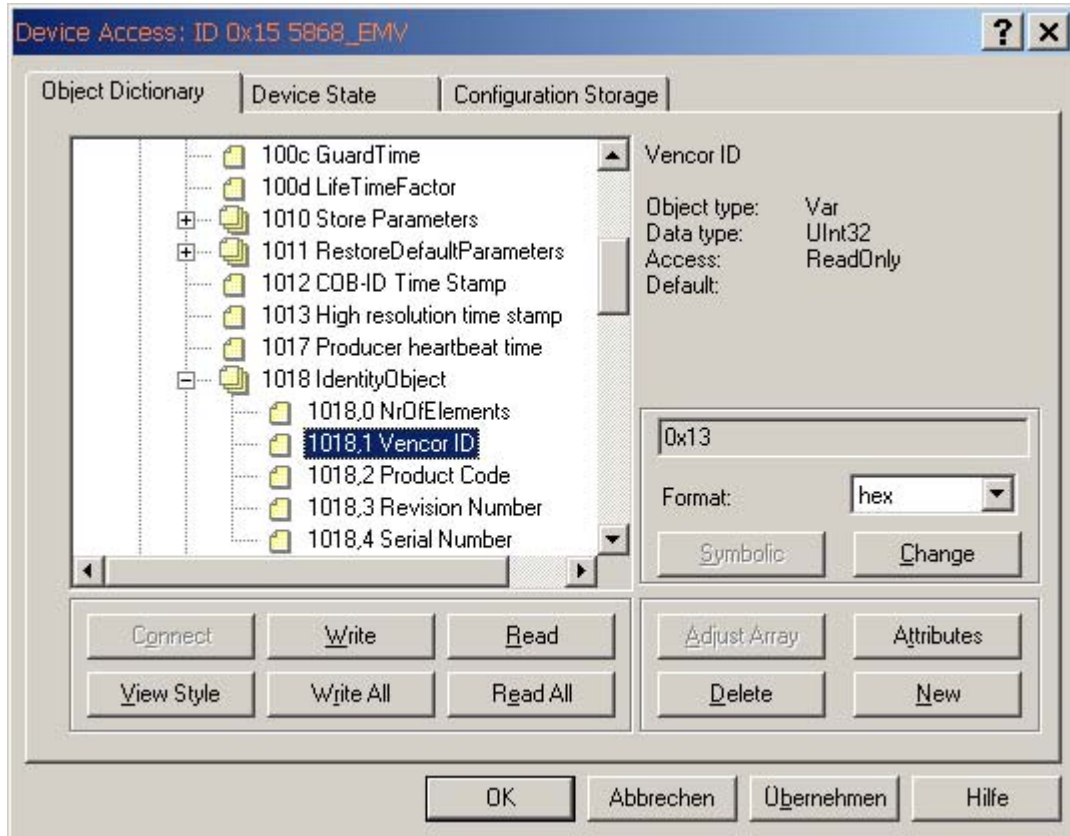 Device Access: ID 0x15 5868_EMV
Object Dictionary
Device State
Configuration Storage
100c GuardTime
100d LifeTimeFactor
1010 Store Parameters
1011 RestoreDefaultParameters
1012 COB-ID Time Stamp
1013 High resolution time stamp
1017 Producer heartbeat time
1018 IdentityObject
1018,0 NrOfElements
1018,1 Vencor ID
1018,2 Product Code
1018,3 Revision Number
1018,4 Serial Number
Vencor ID
Object type: Var
Data type: UInt32
Access: ReadOnly
Default:
0x13
Format: hex
Symbolic Change
Connect Write Read
View Style Write All Read All
Adjust Array Attributes
Delete New
OK Abbrechen Übernehmen Hilfe